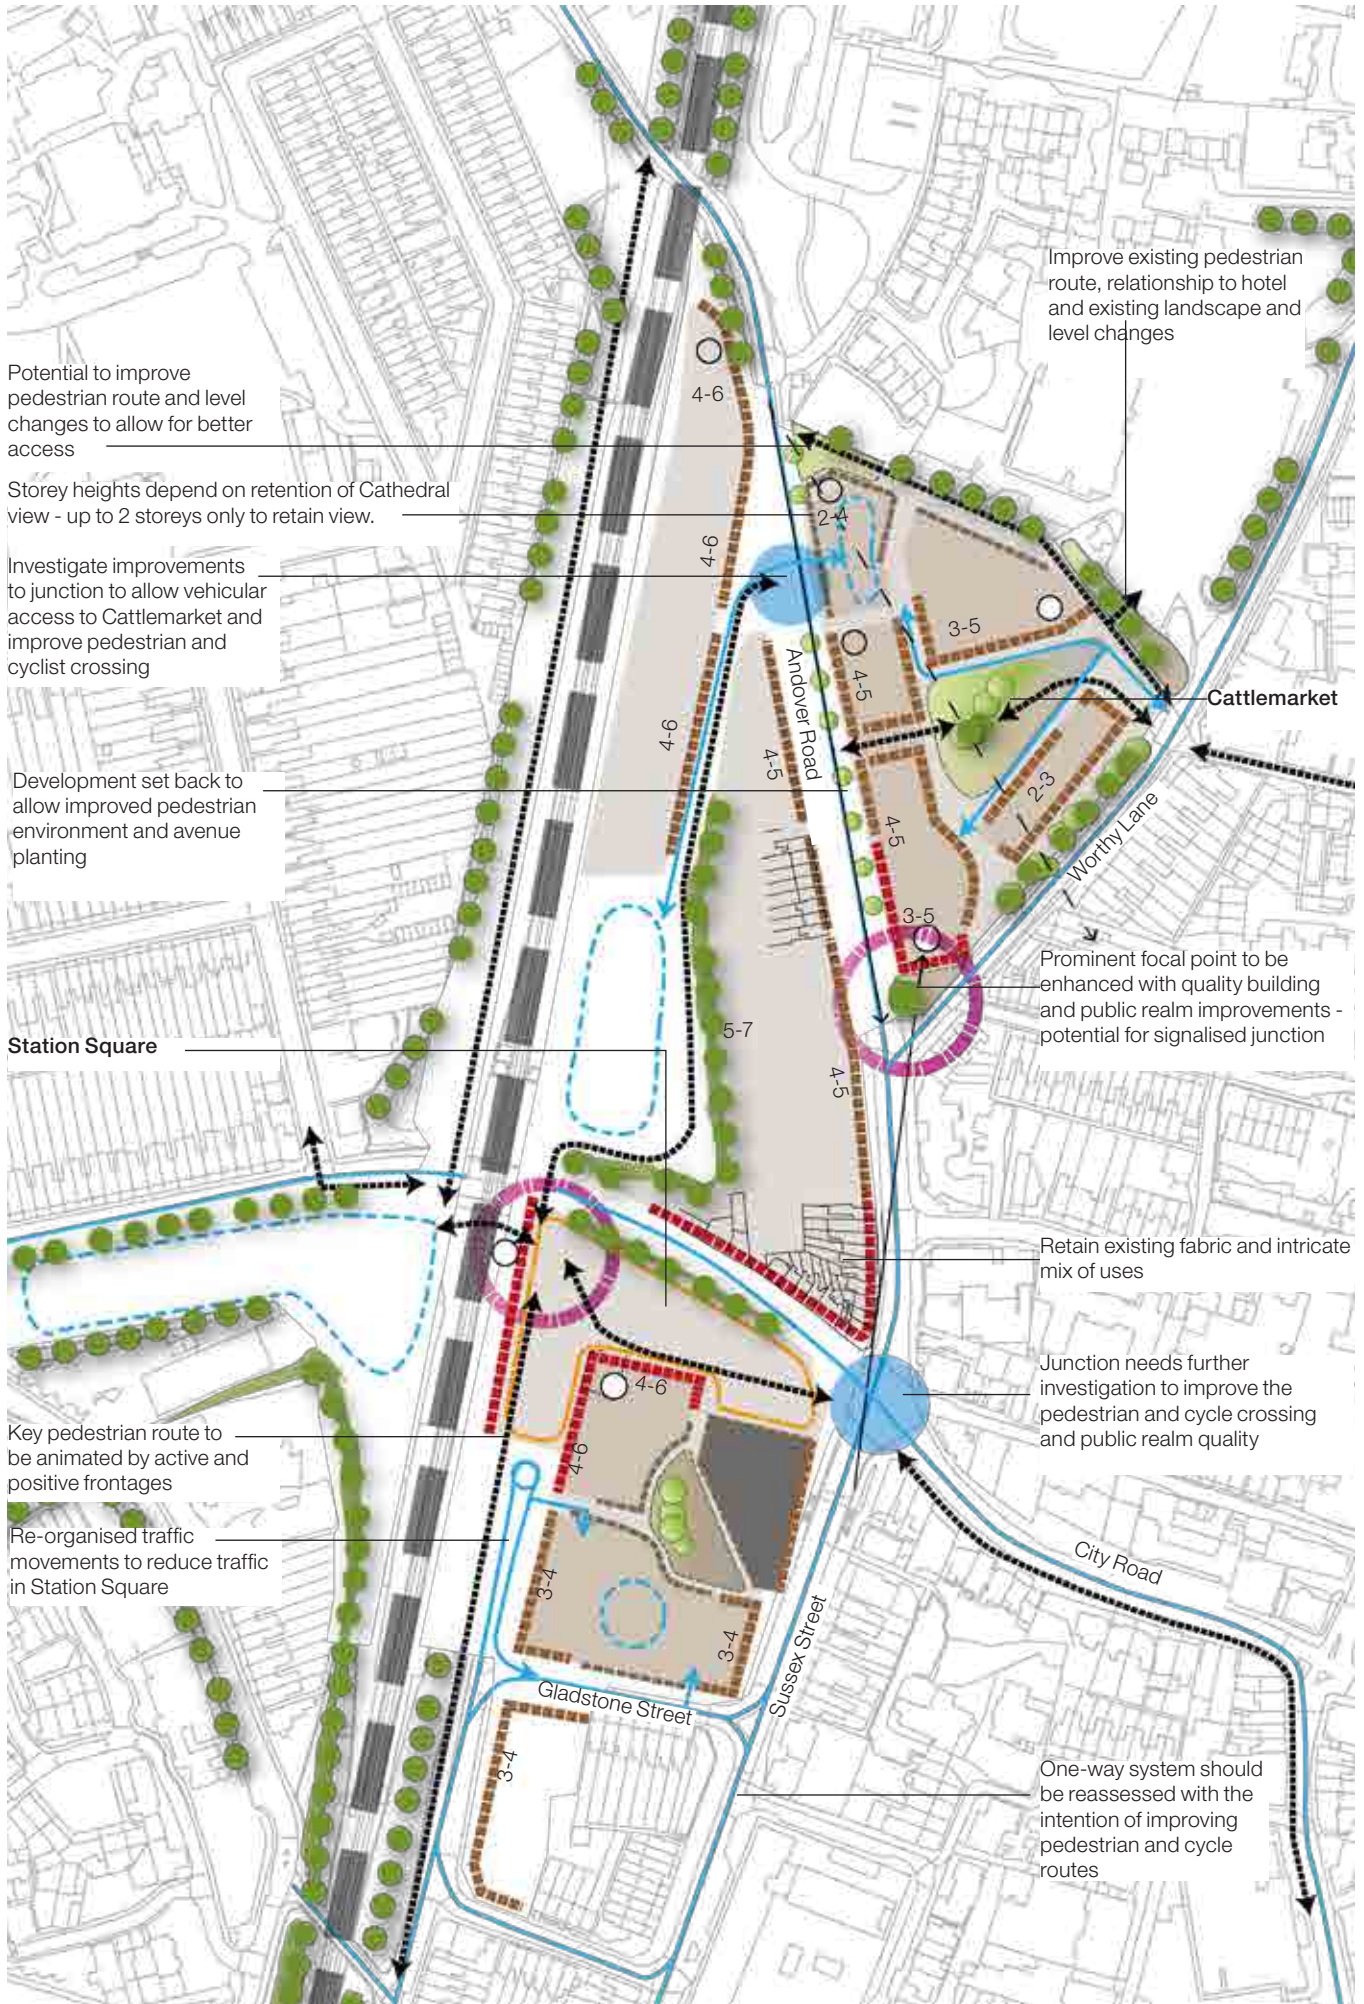 Improve existing pedestrian
route, relationship to hotel
and existing landscape and
level changes
Potential to improve
pedestrian route and level
changes to allow for better
access
4-6
Storey heights depend on retention of Cathedral
view - up to 2 storeys only to retain view.
2-4
Investigate improvements
to junction to allow vehicular
access to Cattlemarket and
improve pedestrian and
cyclist crossing
4-6
3-5
4-5
Andover Road
Cattlemarket
4-6
4-5
Development set back to
allow improved pedestrian
environment and avenue
planting
2-3
4-5
Worthy Lane
3-5
Prominent focal point to be
enhanced with quality building
and public realm improvements -
potential for signalised junction
5-7
Station Square
4-5
Retain existing fabric and intricate
mix of uses
Junction needs further
investigation to improve the
pedestrian and cycle crossing
and public realm quality
4-6
Key pedestrian route to
be animated by active and
positive frontages
4-6
Re-organised traffic
movements to reduce traffic
in Station Square
City Road
3-4
3-4
Sussex Street
Gladstone Street
3-4
One-way system should
be reassessed with the
intention of improving
pedestrian and cycle
routes